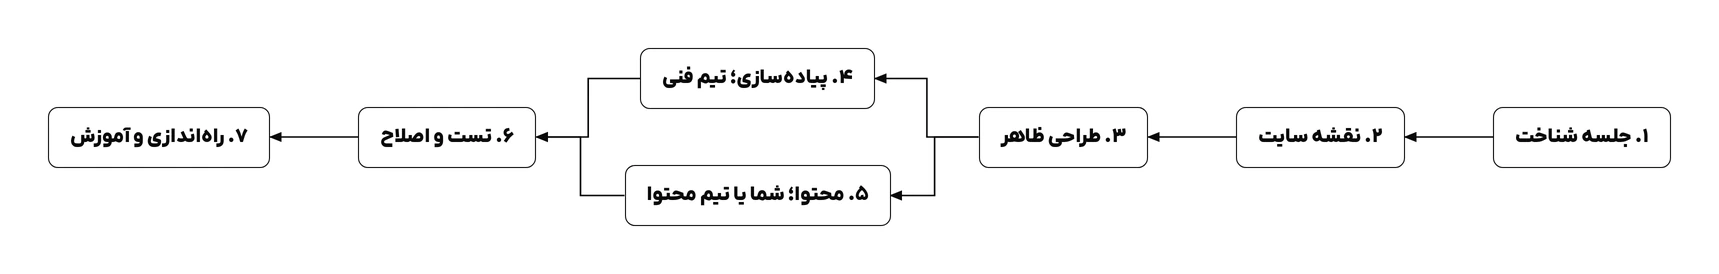 ۱. جلسه شناخت
۲. نقشه سایت
۳. طراحی ظاهر
۴. پیاده‌سازی؛ تیم فنی
۵. محتوا؛ شما یا تیم محتوا
۶. تست و اصلاح
۷. راه‌اندازی و آموزش